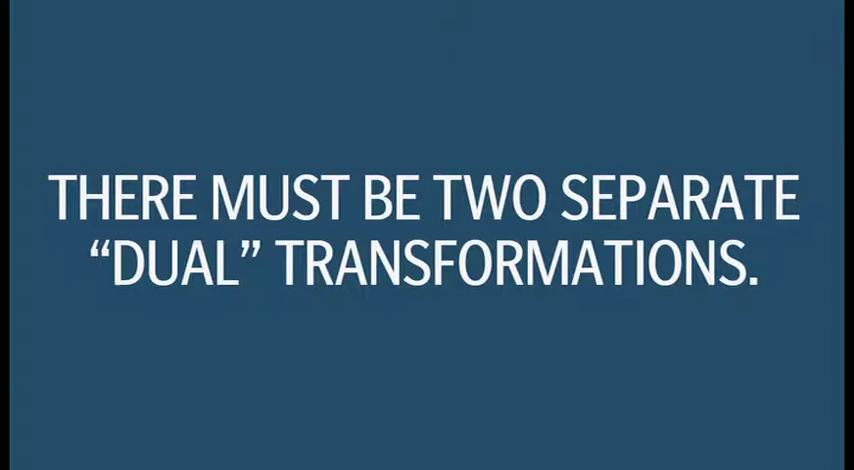 THERE MUST BE TWO SEPARATE
“DUAL” TRANSFORMATIONS.